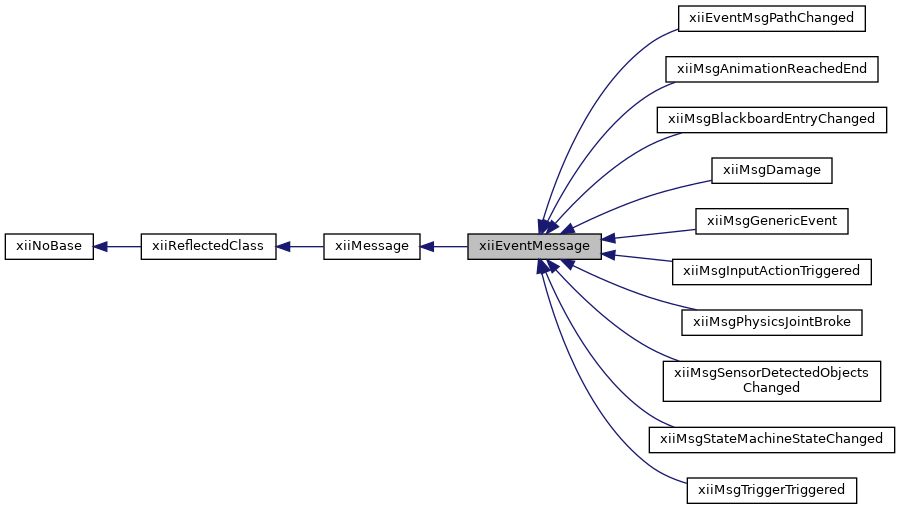 xiiEventMsgPathChanged
xiiMsgAnimationReachedEnd
xiiMsgBlackboardEntryChanged
xiiMsgDamage
xiiMsgGenericEvent
xiiNoBase
xiiReflectedClass
xiiMessage
xiiEventMessage
xiiMsgInputActionTriggered
xiiMsgPhysicsJointBroke
xiiMsgSensorDetectedObjects
Changed
xiiMsgStateMachineStateChanged
xiiMsgTriggerTriggered